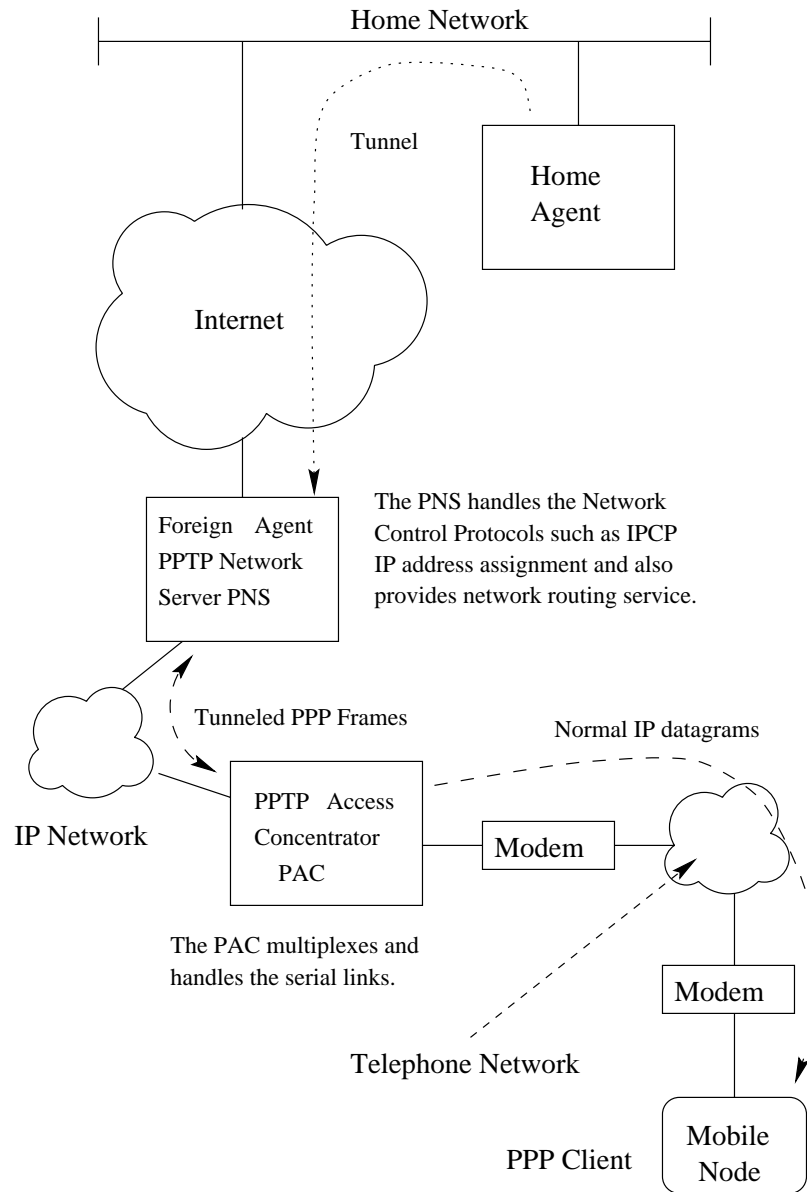 Home Network
Tunnel
Home
Agent
Internet
The PNS handles the Network
Control Protocols such as IPCP
IP address assignment and also
provides network routing service.
Foreign Agent
PPTP Network
Server PNS
Tunneled PPP Frames
Normal IP datagrams
IP Network
PPTP Access
Concentrator
PAC
Modem
The PAC multiplexes and
handles the serial links.
Modem
Telephone Network
PPP Client
Mobile
Node